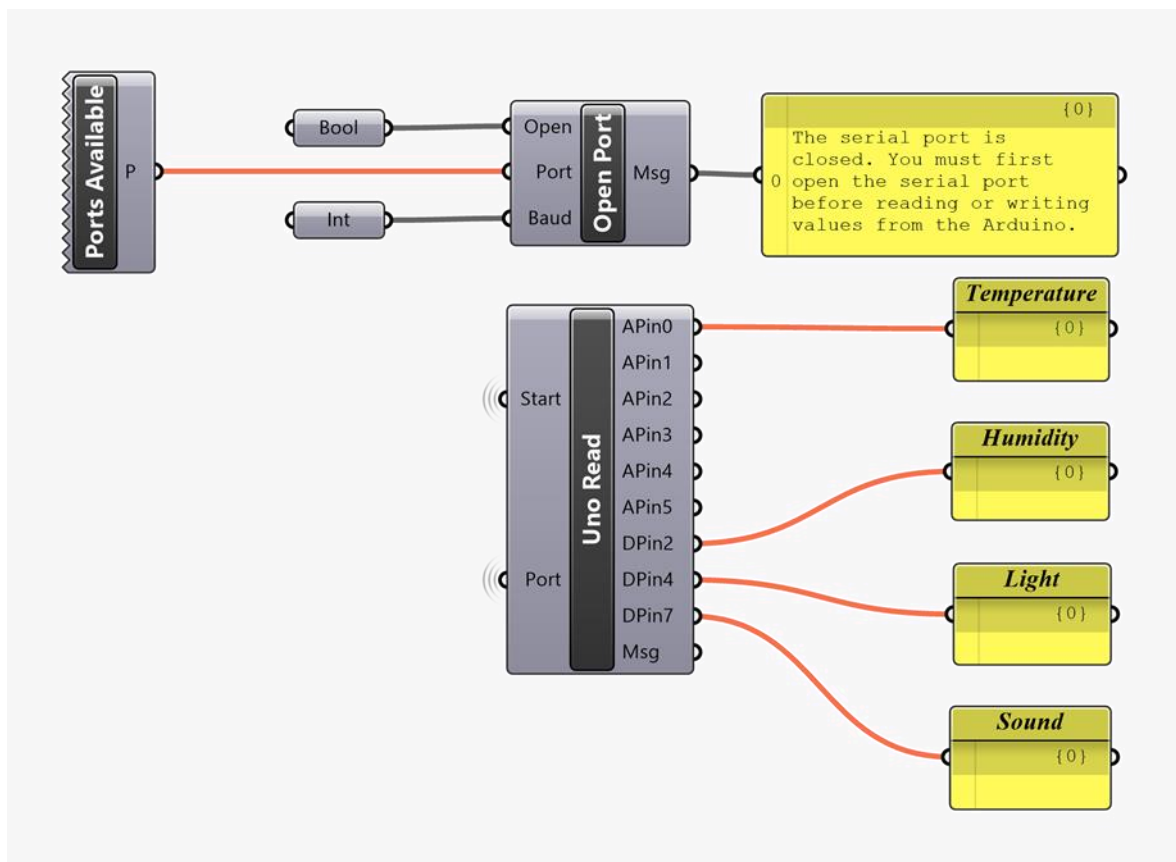 Ports Available
P
Bool
Int
Open
Port
Baud
Open Port
Msg
{0}
The serial port is
closed. You must first
0 open the serial port
before reading or writing
values from the Arduino.
Start
Port
Uno Read
APin0
APin1
APin2
APin3
APin4
APin5
DPin2
DPin4
DPin7
Msg
Temperature
{0}
Humidity
{0}
Light
{0}
Sound
{0}